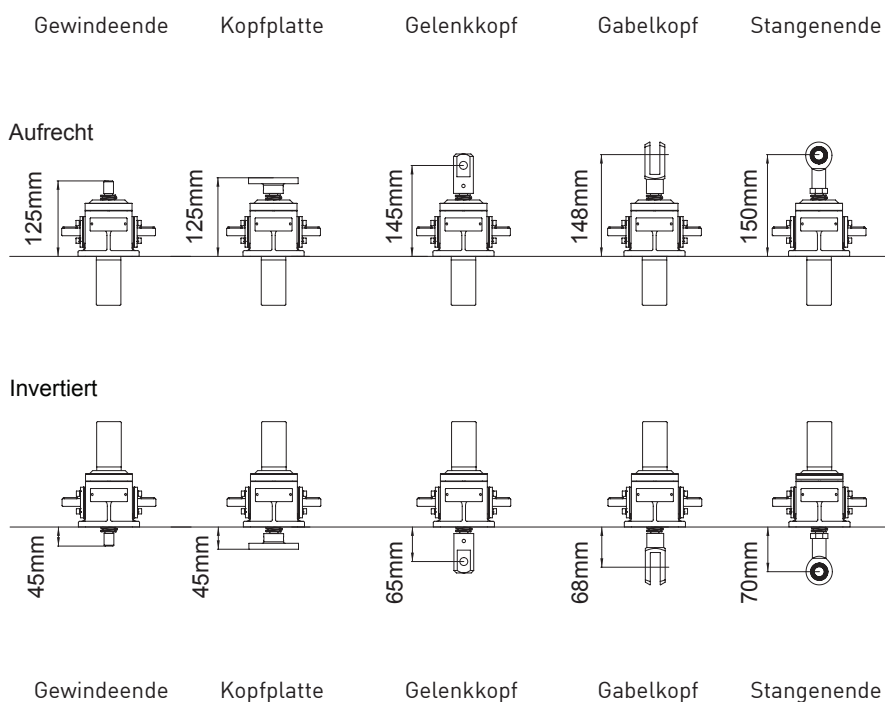 Gewindeende Kopfplatte Gelenkkopf Gabelkopf Stangenende
Aufrecht
125mm 125mm 145mm 148mm 150mm
Invertiert
45mm 45mm 65mm 68mm 70mm
Gewindeende Kopfplatte Gelenkkopf Gabelkopf Stangenende